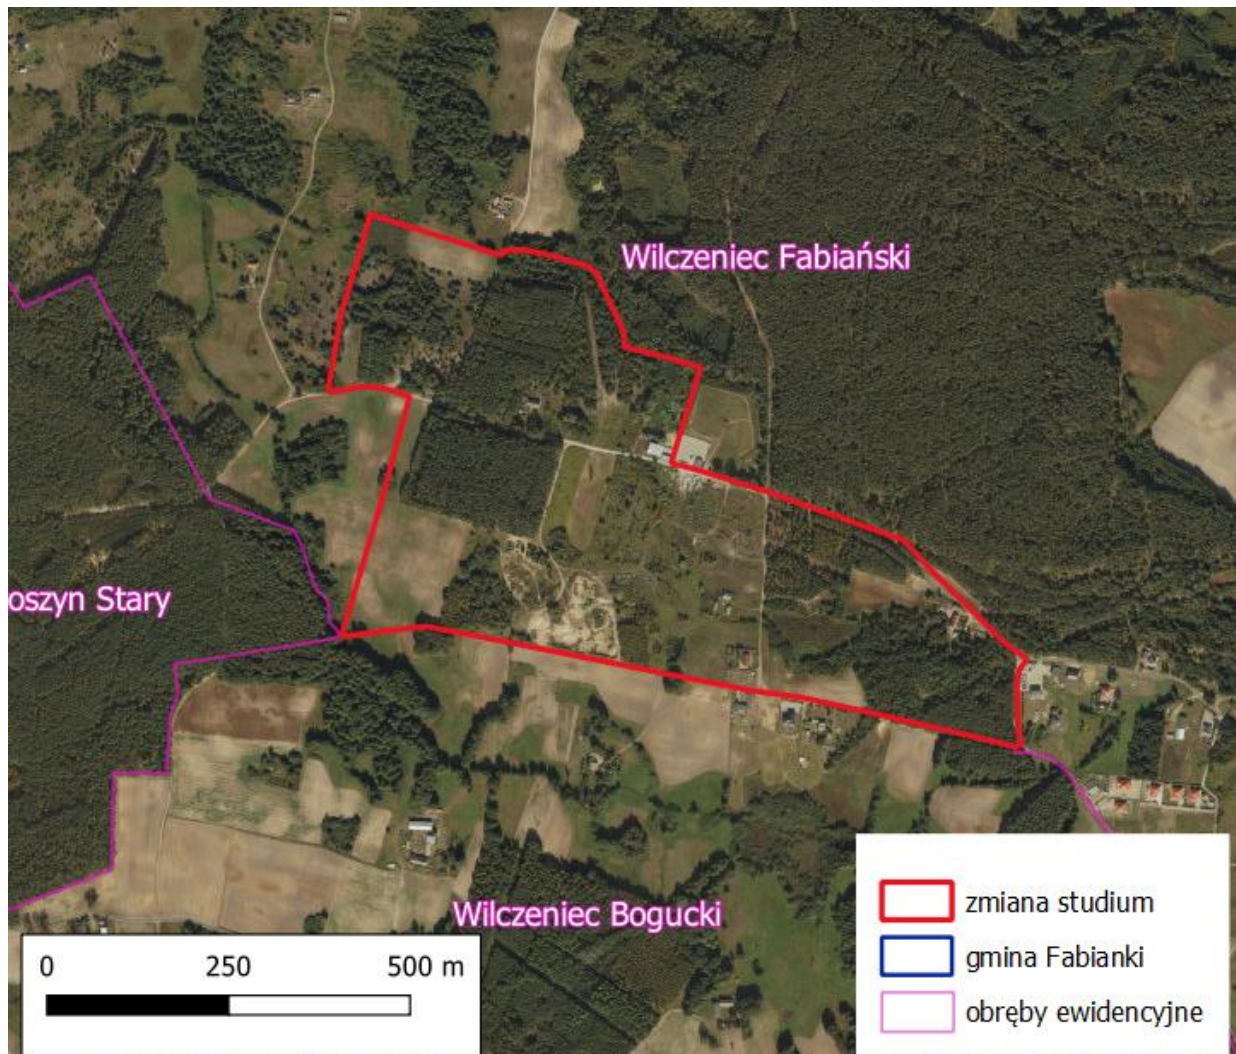 Wilczeniec Fabiański
oszyn Stary
Wilczeniec Bogucki
0 250 500 m
zmiana studium
gmina Fabianki
obręby ewidencyjne